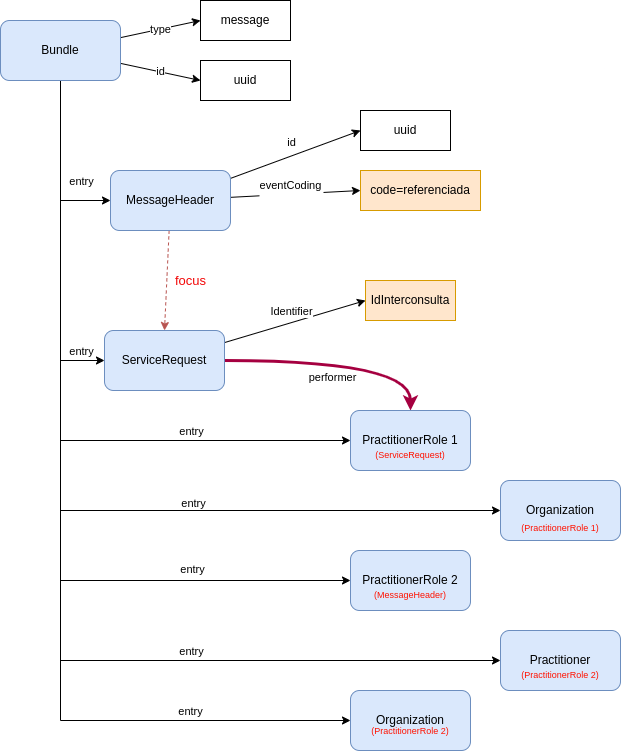 message
type
Bundle
id
uuid
uuid
id
entry
eventCoding
MessageHeader
code=referenciada
focus
IdInterconsulta
Identifier
entry
ServiceRequest
performer
entry
PractitionerRole 1
(ServiceRequest)
entry
Organization
(PractitionerRole 1)
entry
PractitionerRole 2
(MessageHeader)
entry
Practitioner
(PractitionerRole 2)
entry
Organization
(PractitionerRole 2)